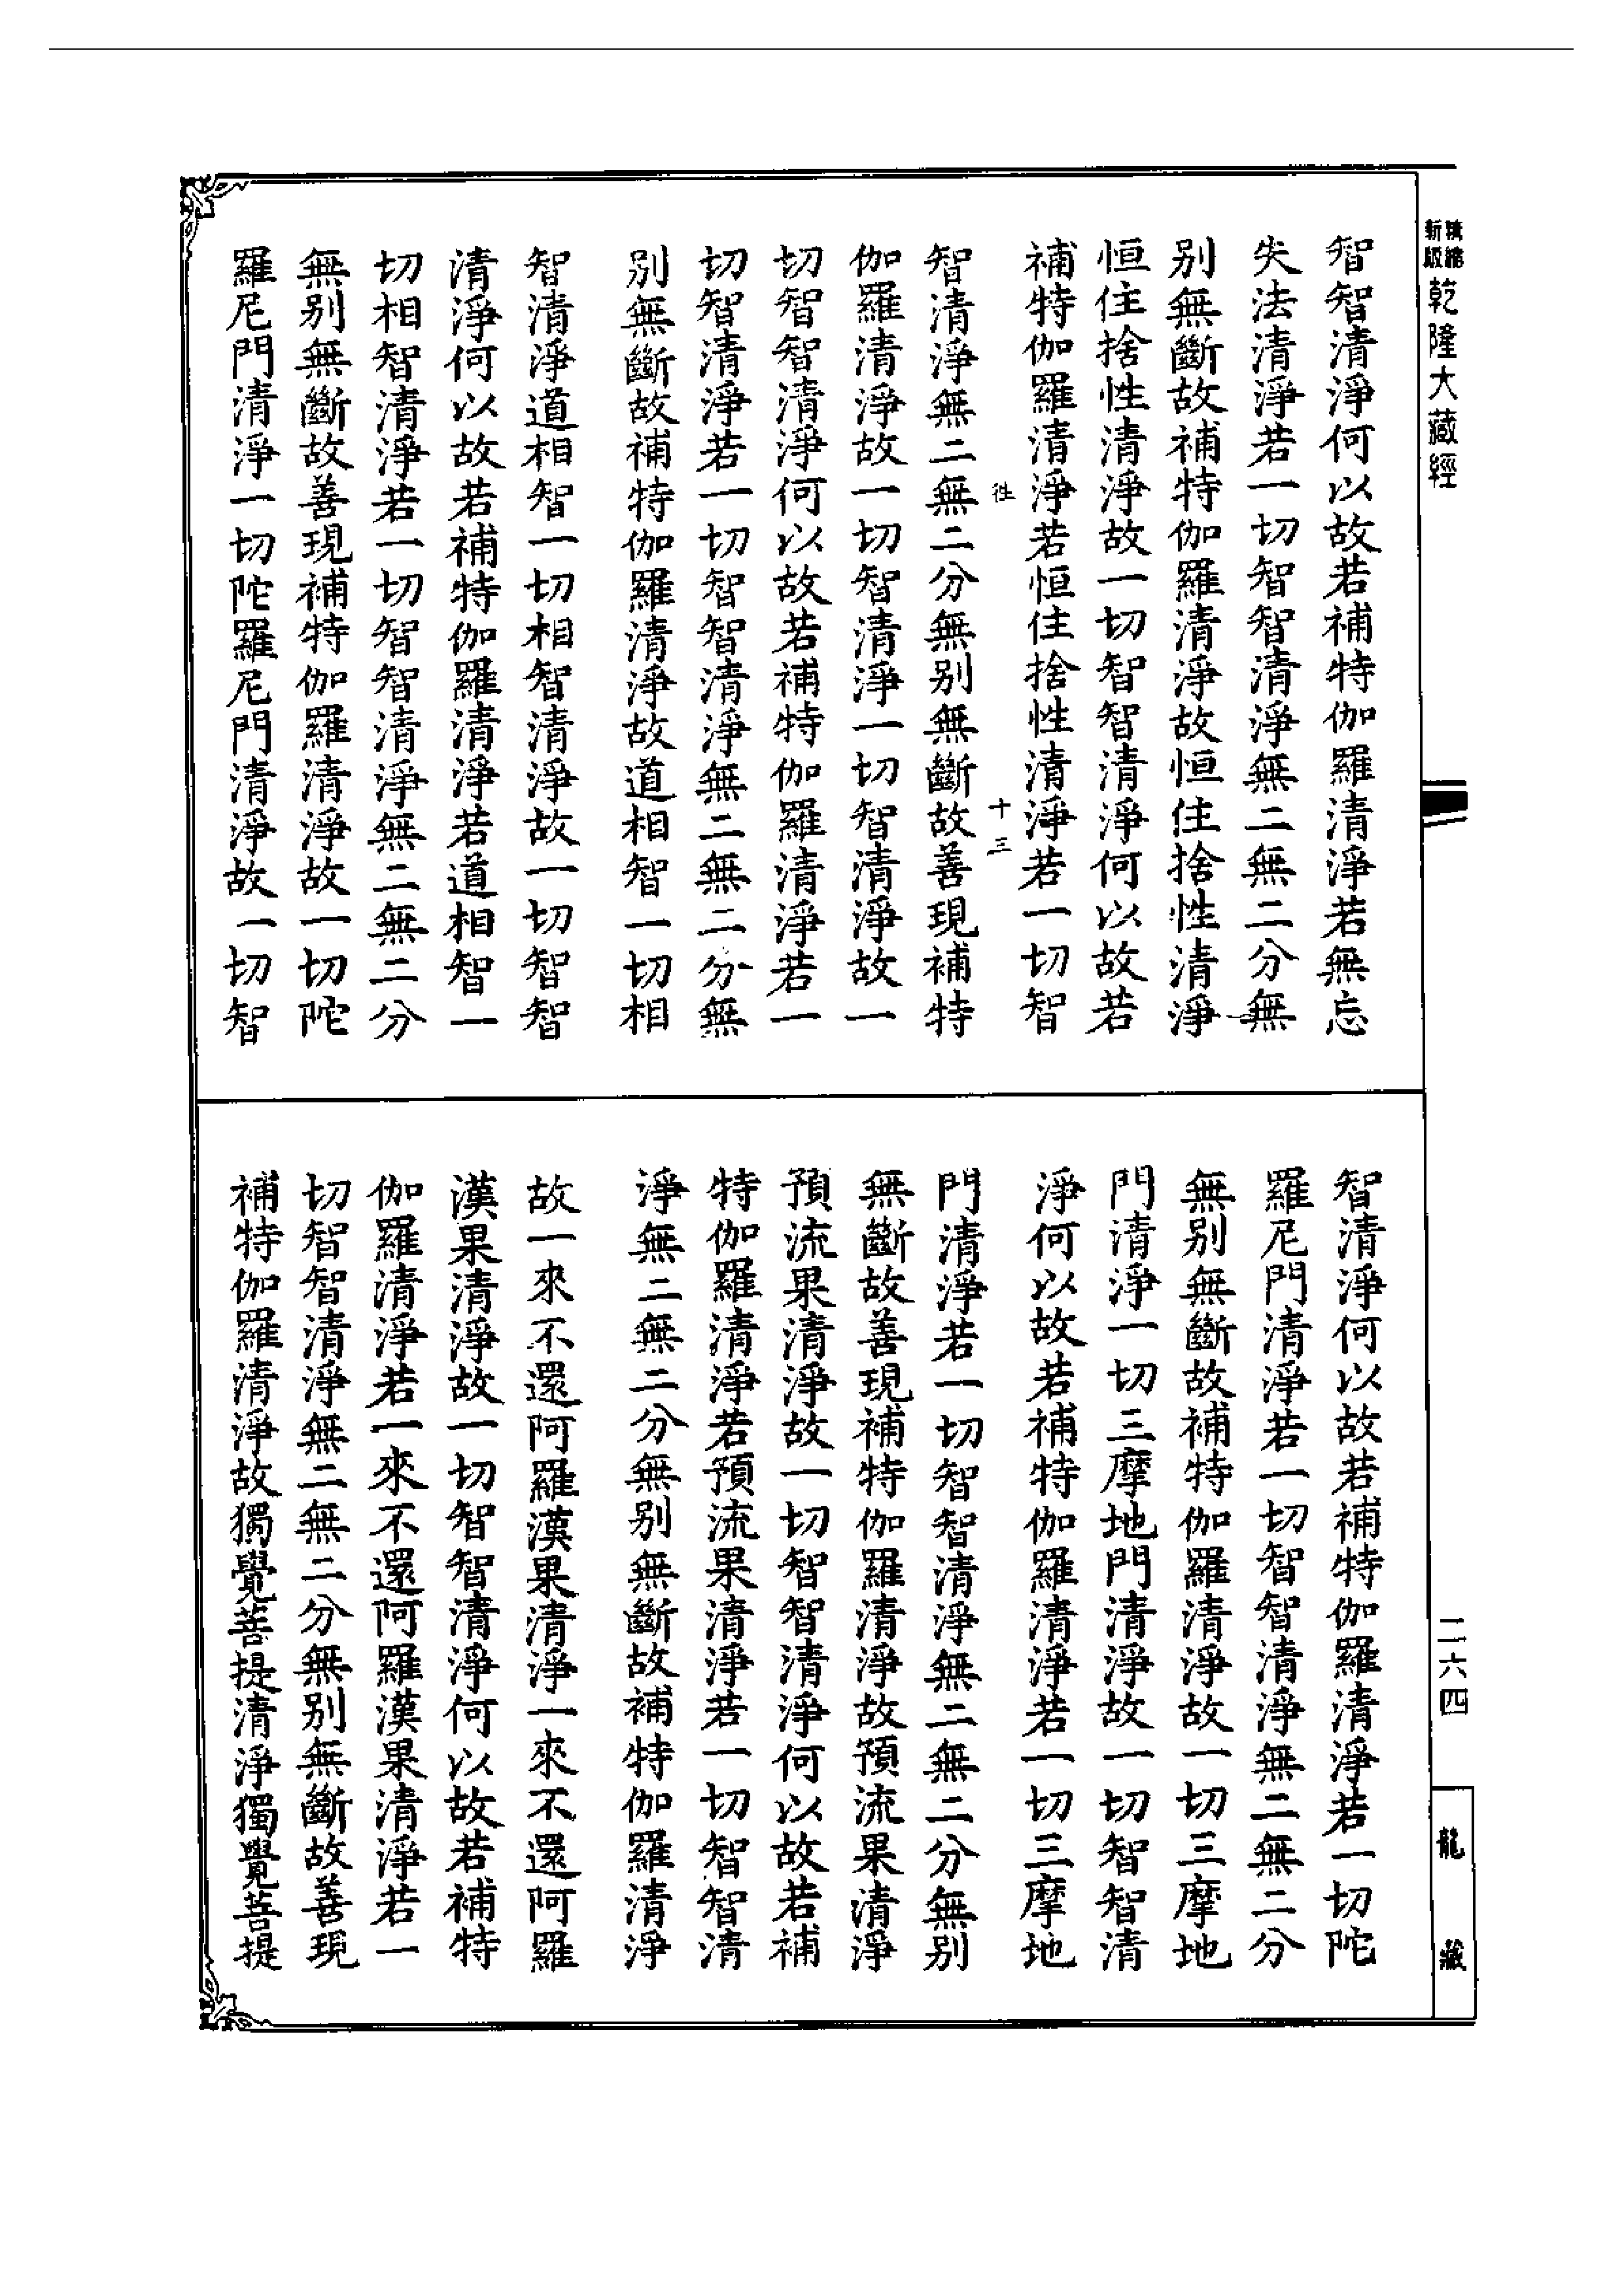 精縮
新版
乾隆大藏經
智智清淨何以故若補特伽羅清淨若無忘
失法清淨若一切智智清淨無二無二分無
別無斷故補特伽羅清淨故恒住捨性清淨
恒住捨性清淨故一切智智清淨何以故若
補特伽羅清淨若恒住捨性清淨若一切智
十三
智清淨無二無二分無別無斷故善現補特
伽羅清淨故一切智清淨一切智清淨故一
切智智清淨何以故若補特伽羅清淨若一
切智清淨若一切智智清淨無二無二分無
別無斷故補特伽羅清淨故道相智一切相
智清淨道相智一切相智清淨故一切智智
清淨何以故若補特伽羅清淨若道相智一
切相智清淨若一切智智清淨無二無二分
無別無斷故善現補特伽羅清淨故一切陀
羅尼門清淨一切陀羅尼門清淨故一切智
智清淨何以故若補特伽羅清淨若一切陀
羅尼門清淨若一切智智清淨無二無二分
無別無斷故補特伽羅清淨故一切三摩地
門清淨一切三摩地門清淨故一切智智清
淨何以故若補特伽羅清淨若一切三摩地
門清淨若一切智智清淨無二無二分無別
無斷故善現補特伽羅清淨故預流果清淨
預流果清淨故一切智智清淨何以故若補
特伽羅清淨若預流果清淨若一切智智清
淨無二無二分無別無斷故補特伽羅清淨
故一來不還阿羅漢果清淨一來不還阿羅
漢果清淨故一切智智清淨何以故若補特
伽羅清淨若一來不還阿羅漢果清淨若一
切智智清淨無二無二分無別無斷故善現
補特伽羅清淨故獨覺菩提清淨獨覺菩提
二六四
龍藏